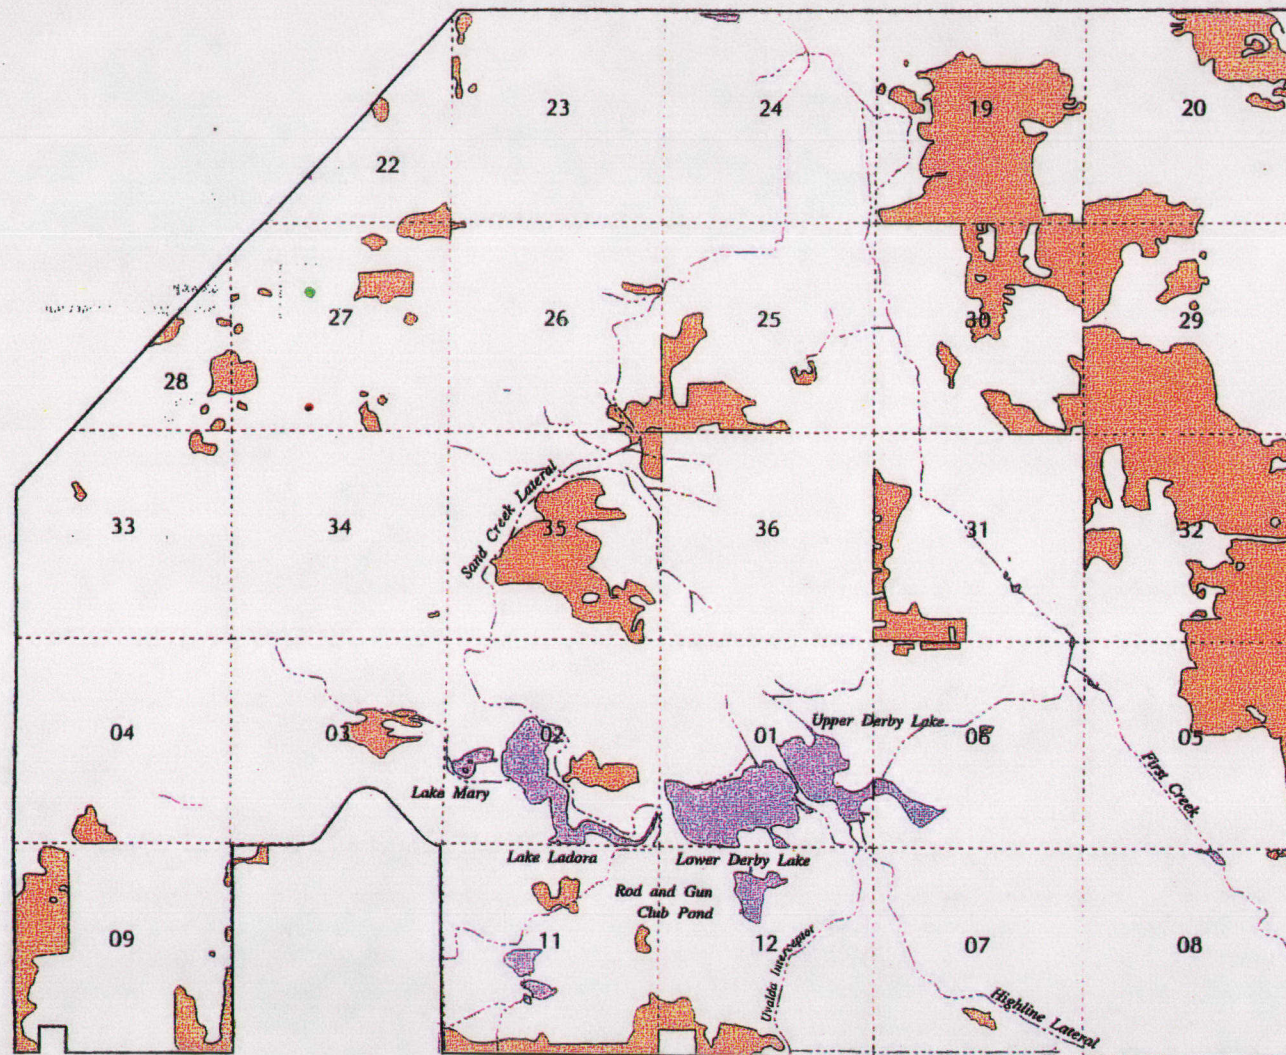 23
24
19
20
22
27
26
25
30
29
28
33
34
Sand Creek Lateral
35
36
31
32
04
03
02
01
Upper Derby Lake
06
05
Lake Mary
First Creek
Lake Ladora
Lower Derby Lake
Rod and Gun
Club Pond
09
11
12
07
08
Uvalda Interceptor
Highline Lateral